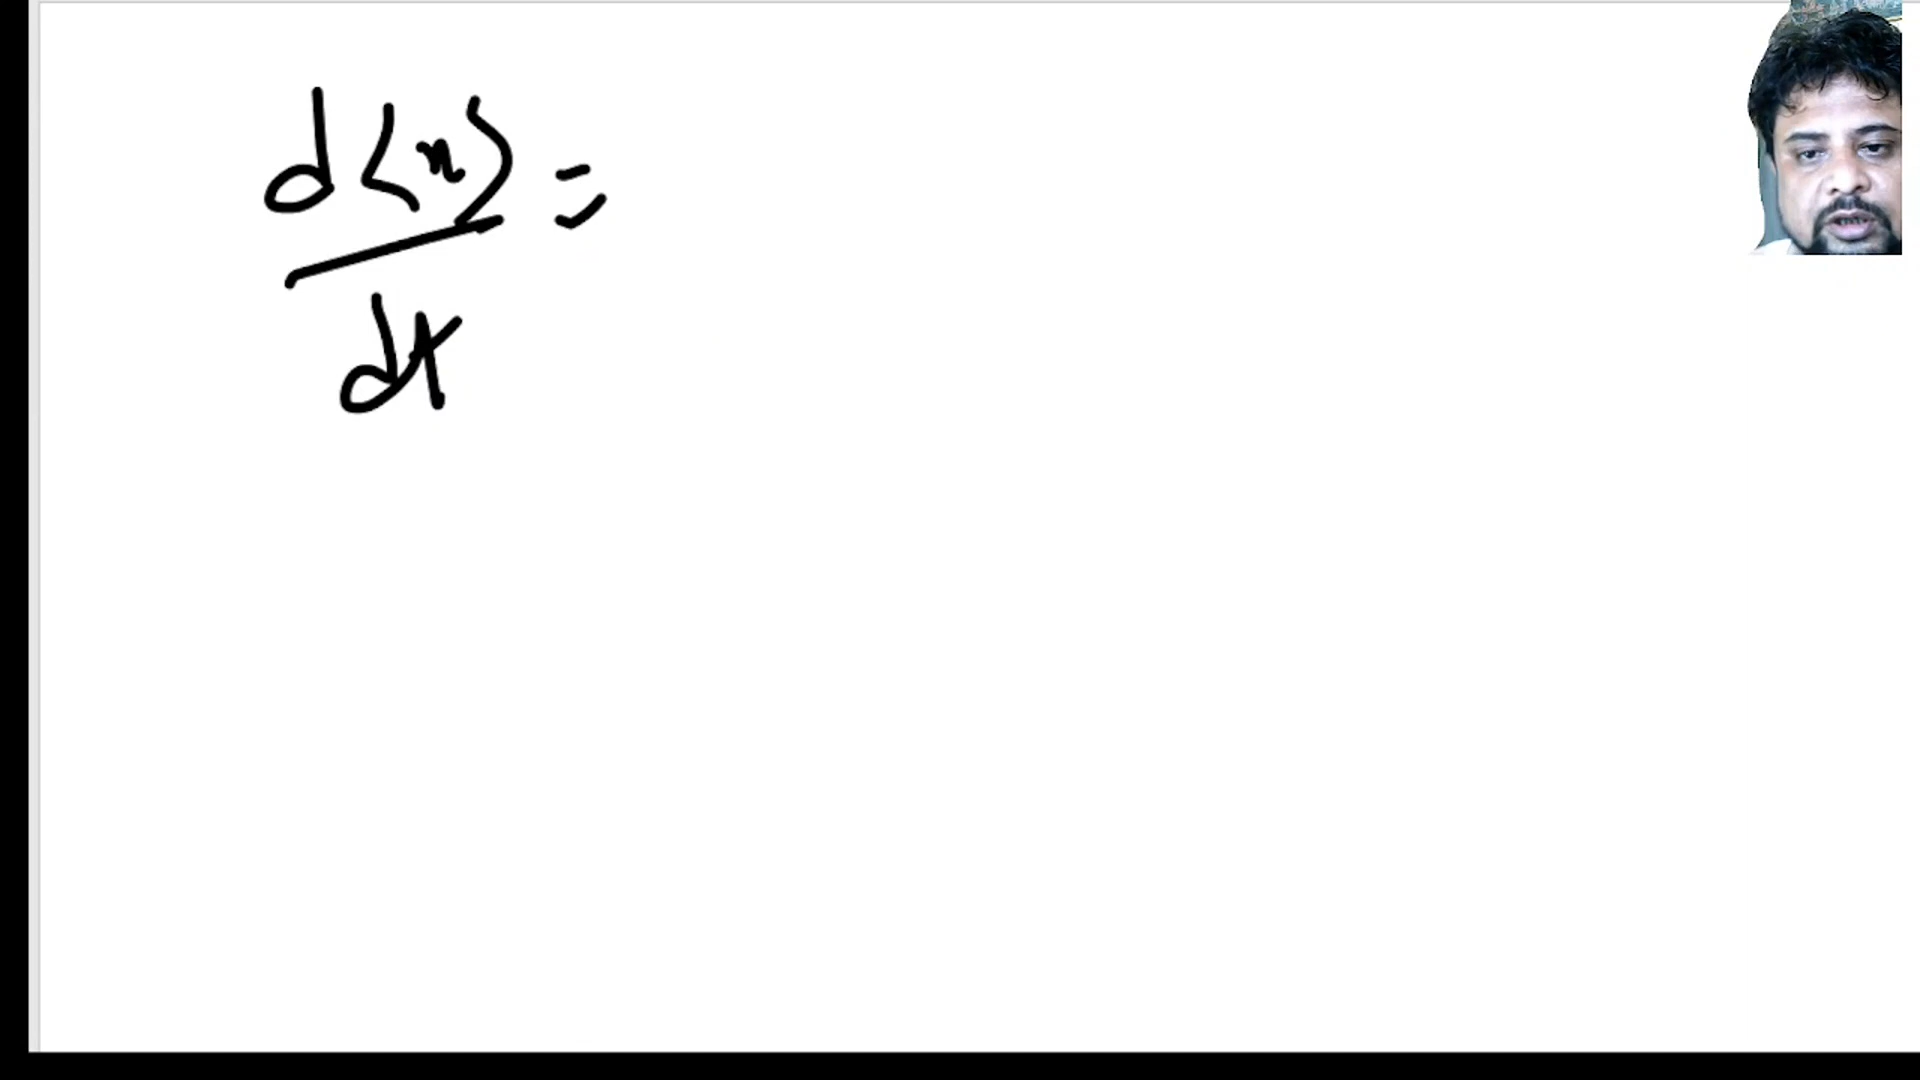 d⟨x⟩ =
dt